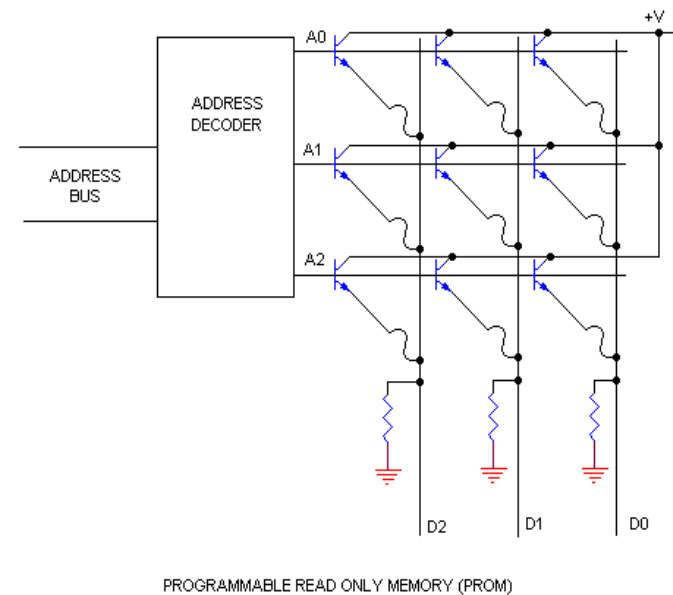 +V
A0
ADDRESS
DECODER
A1
ADDRESS
BUS
A2
D2
D1
D0
PROGRAMMABLE READ ONLY MEMORY (PROM)